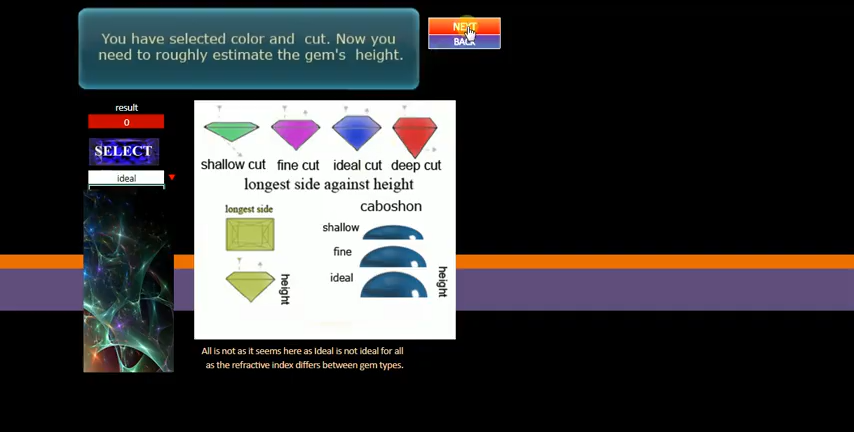 You have selected color and cut. Now you
need to roughly estimate the gem's height.
NEXT
BACK
result
0
SELECT
ideal
shallow cut fine cut ideal cut deep cut
longest side against height
longest side
height
caboshon
shallow
fine
ideal
height
All is not as it seems here as Ideal is not ideal for all
as the refractive index differs between gem types.